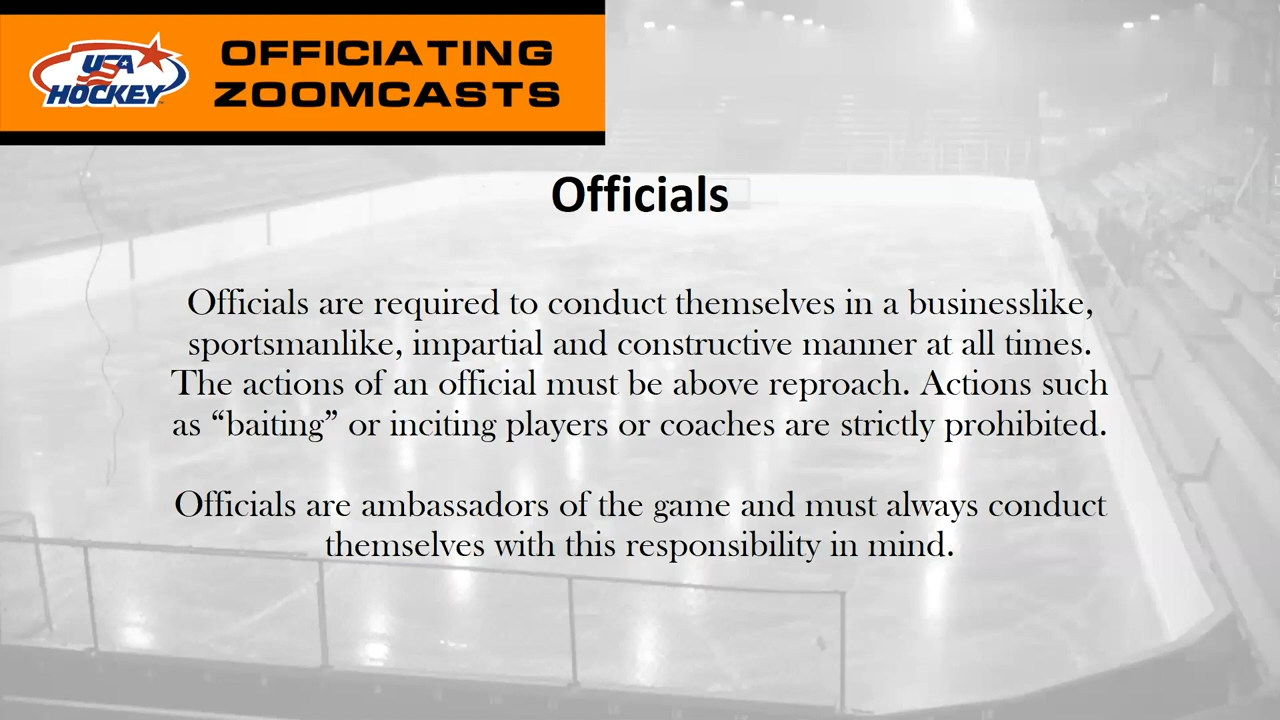 USA
HOCKEY
OFFICIATING
ZOOMCASTS
Officials
Officials are required to conduct themselves in a businesslike,
sportsmanlike, impartial and constructive manner at all times.
The actions of an official must be above reproach. Actions such
as “baiting” or inciting players or coaches are strictly prohibited.
Officials are ambassadors of the game and must always conduct
themselves with this responsibility in mind.